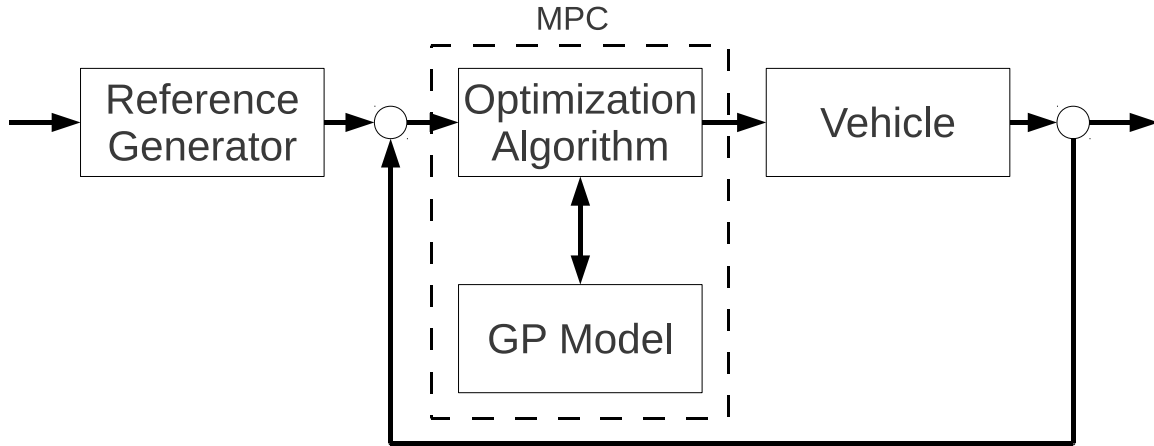 MPC
Reference
Generator
Optimization
Algorithm
Vehicle
GP Model